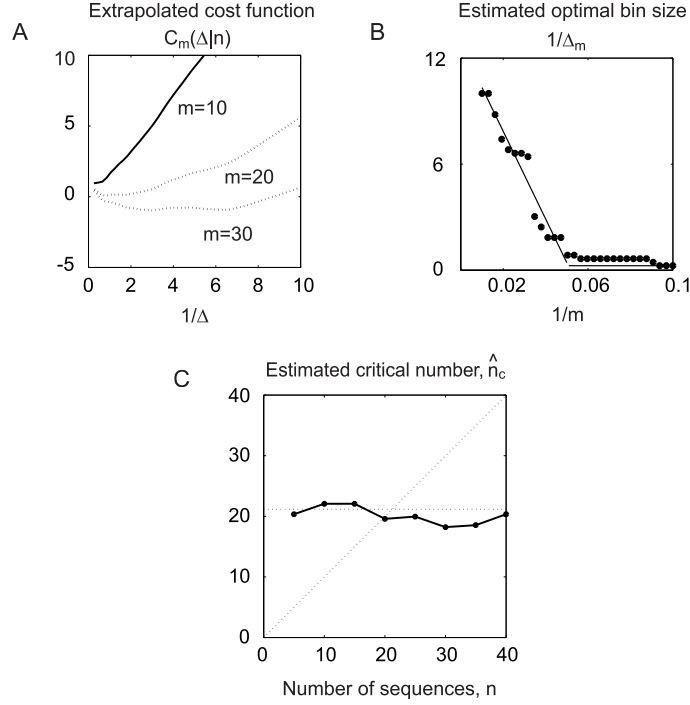 A
Extrapolated cost function
Cₘ(Δ|n)
10
5
0
-5
m=10
m=20
m=30
0 2 4 6 8 10
1/Δ
B
Estimated optimal bin size
1/Δₘ
12
6
0
0.02 0.06 0.1
1/m
C
Estimated critical number, n̂_c
40
30
20
10
0
0 10 20 30 40
Number of sequences, n